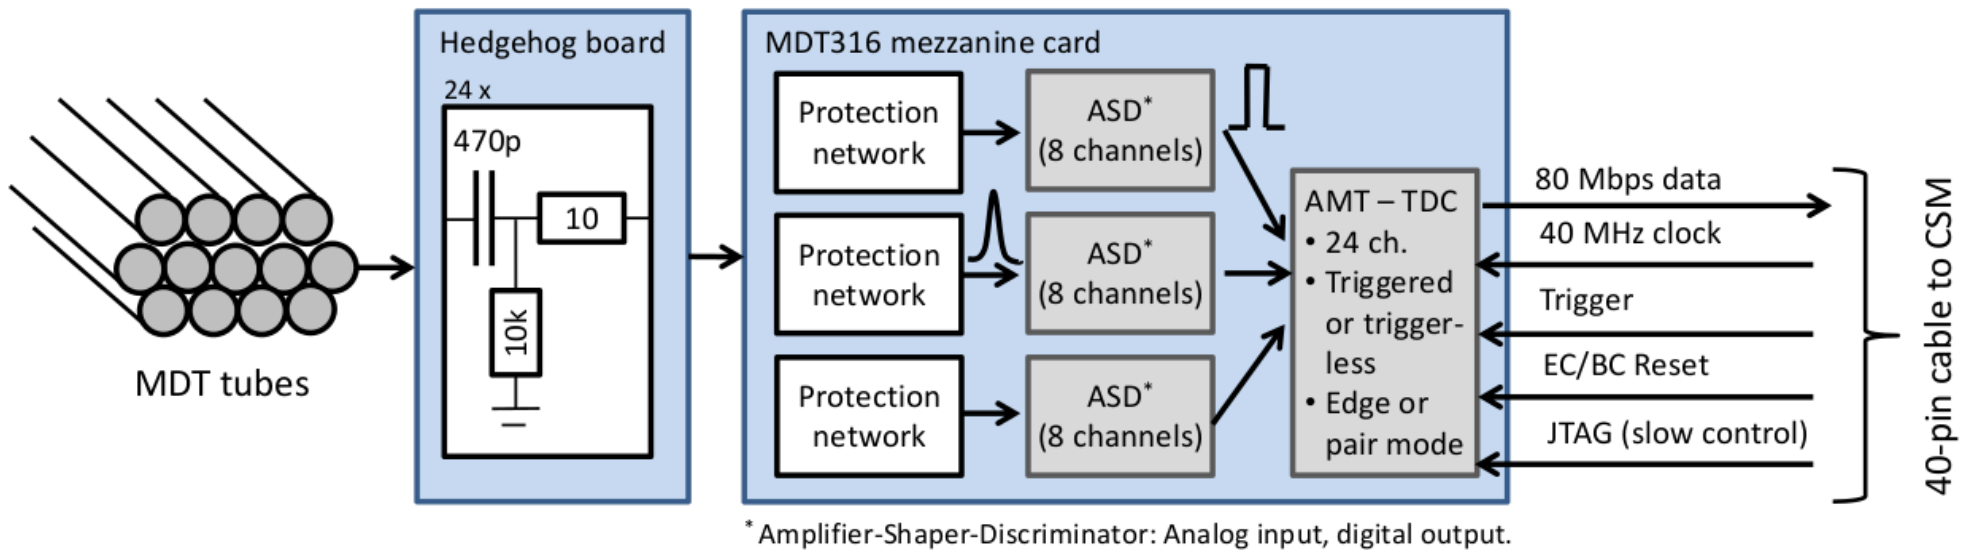 Hedgehog board
24 x
470p
10
10k
MDT tubes
MDT316 mezzanine card
Protection
network
ASD*
(8 channels)
Protection
network
ASD*
(8 channels)
Protection
network
ASD*
(8 channels)
AMT – TDC
• 24 ch.
• Triggered
or trigger-
less
• Edge or
pair mode
80 Mbps data
40 MHz clock
Trigger
EC/BC Reset
JTAG (slow control)
40-pin cable to CSM
* Amplifier-Shaper-Discriminator: Analog input, digital output.